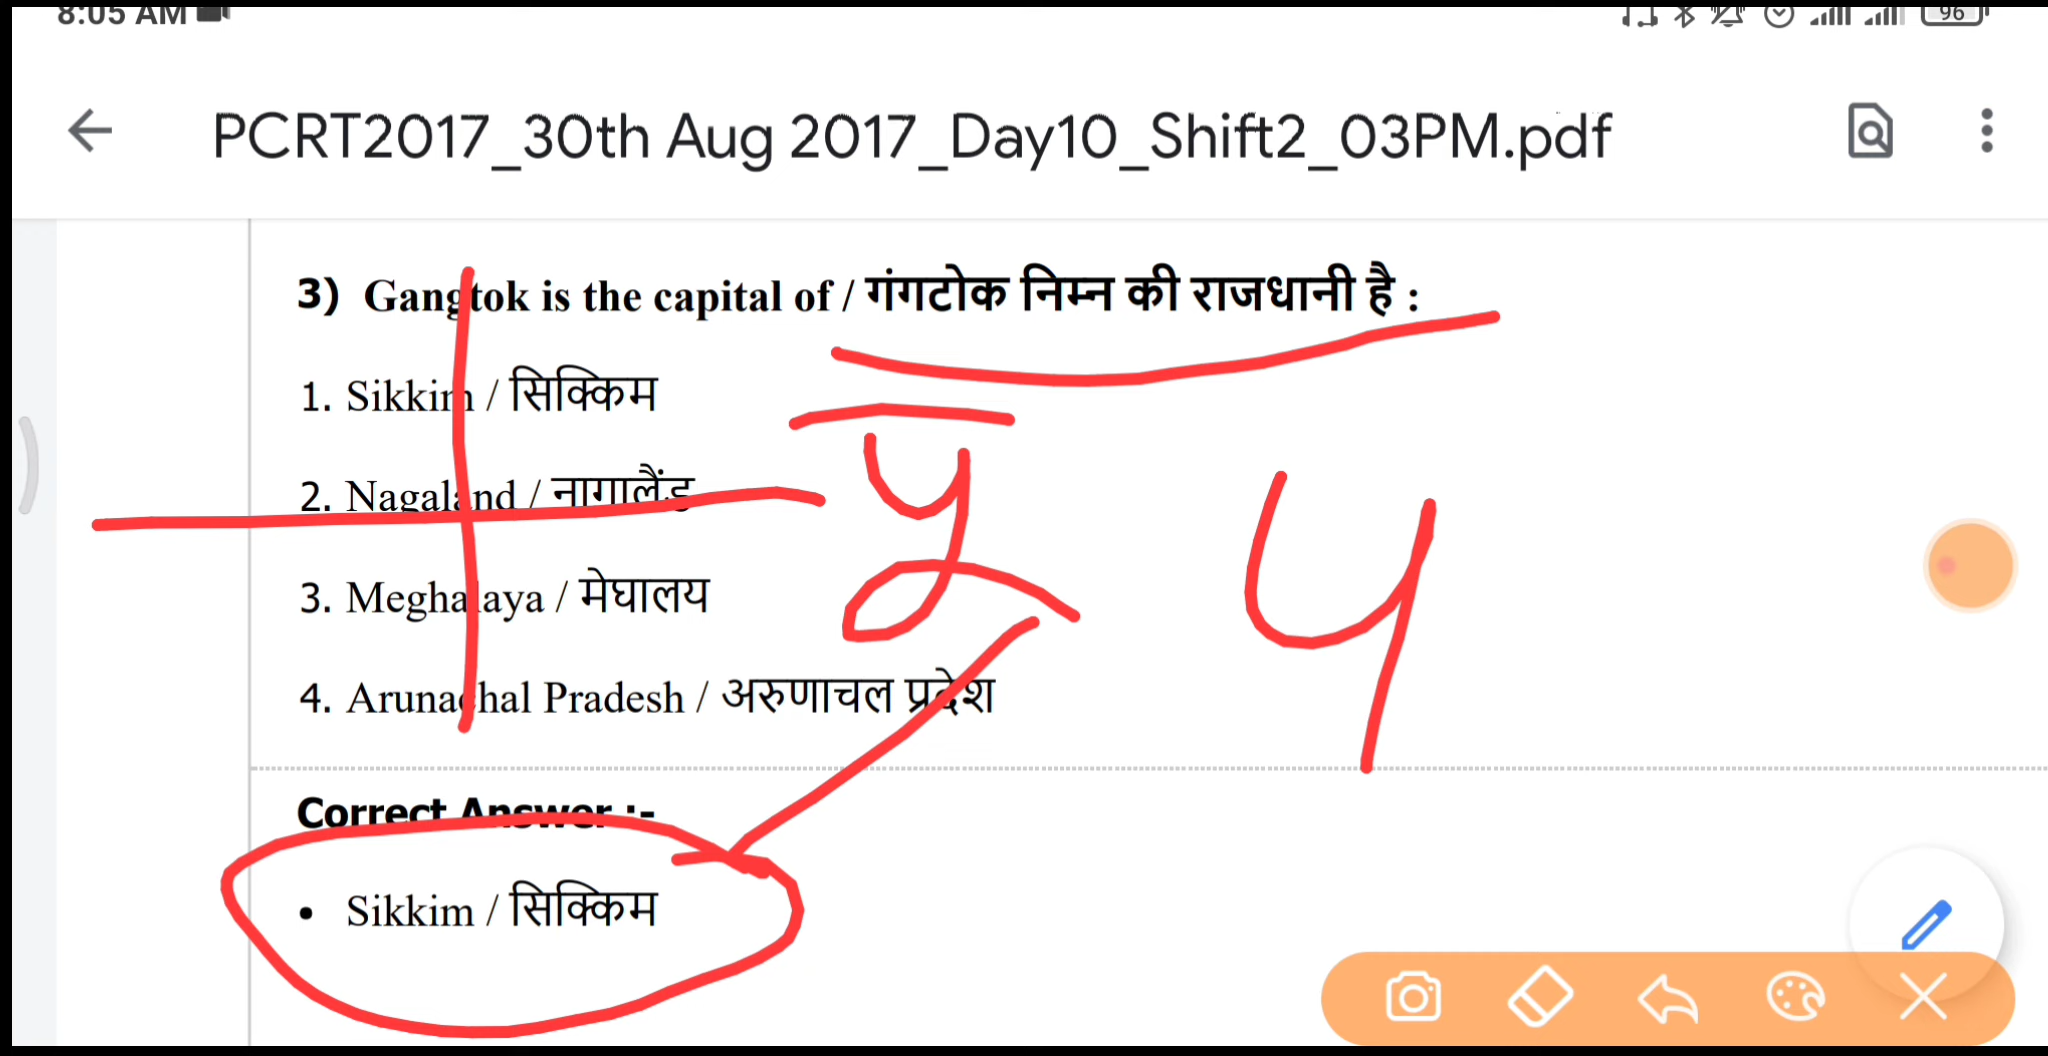 8:05 AM
96
PCRT2017_30th Aug 2017_Day10_Shift2_03PM.pdf
3) Gangtok is the capital of / गंगटोक निम्न की राजधानी है :
1. Sikkim / सिक्किम
2. Nagaland / नागालैंड
3. Meghalaya / मेघालय
4. Arunachal Pradesh / अरुणाचल प्रदेश
Correct Answer :-
• Sikkim / सिक्किम